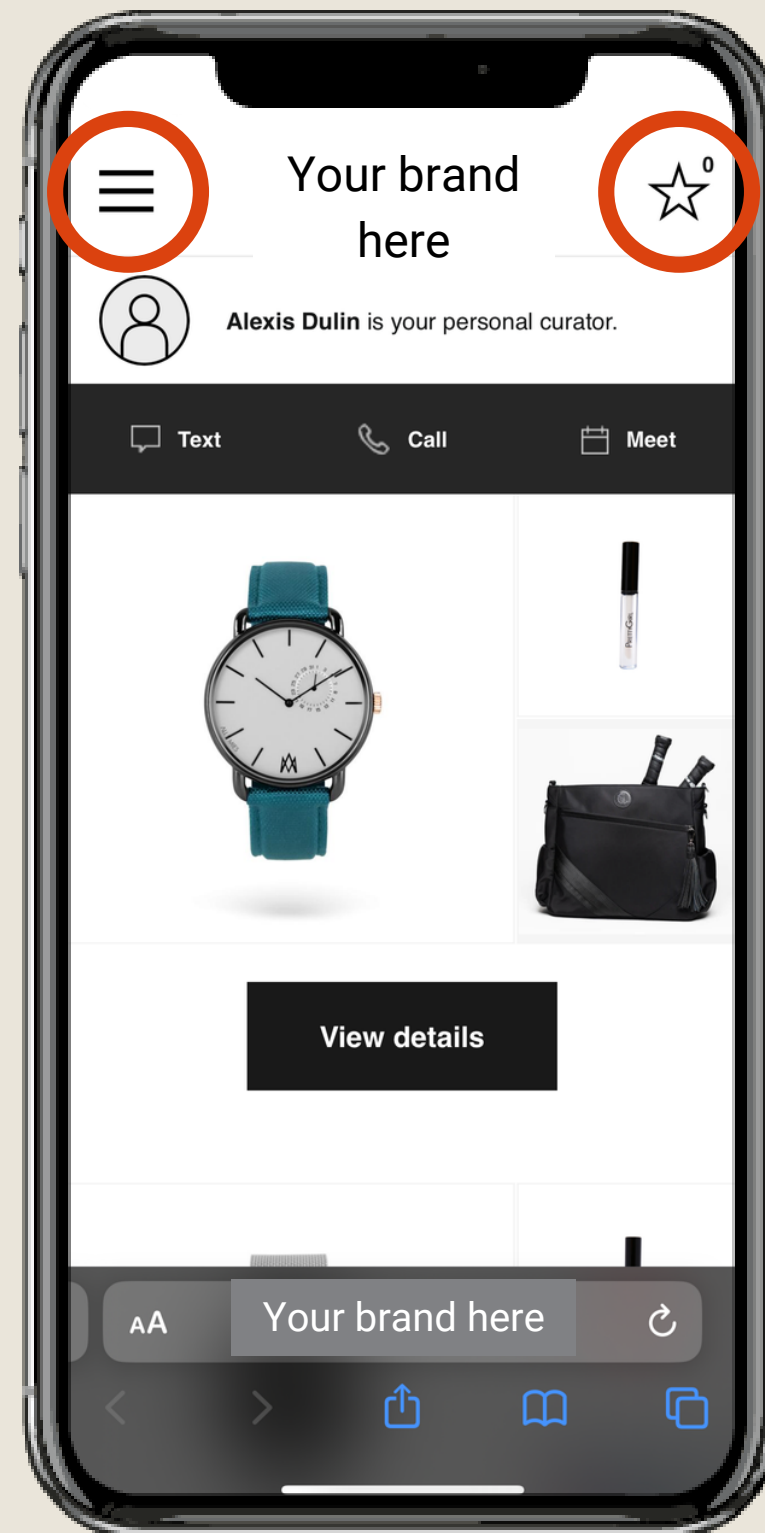 Your brand
here
0
Alexis Dulin is your personal curator.
Text
Call
Meet
PrettyGirl
View details
AA
Your brand here